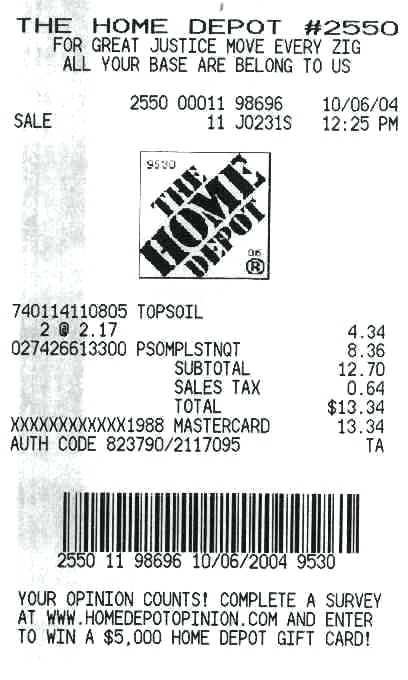 THE HOME DEPOT #2550
FOR GREAT JUSTICE MOVE EVERY ZIG
ALL YOUR BASE ARE BELONG TO US
2550 00011 98696 10/06/04
SALE 11 J0231S 12:25 PM
9530
THE
HOME
DEPOT
06
®
740114110805 TOPSOIL
2 @ 2.17 4.34
027426613300 PSOMPLSTNQT 8.36
SUBTOTAL 12.70
SALES TAX 0.64
TOTAL $13.34
XXXXXXXXXXXX1988 MASTERCARD 13.34
AUTH CODE 823790/2117095 TA
2550 11 98696 10/06/2004 9530
YOUR OPINION COUNTS! COMPLETE A SURVEY
AT WWW.HOMEDEPOTOPINION.COM AND ENTER
TO WIN A $5,000 HOME DEPOT GIFT CARD!